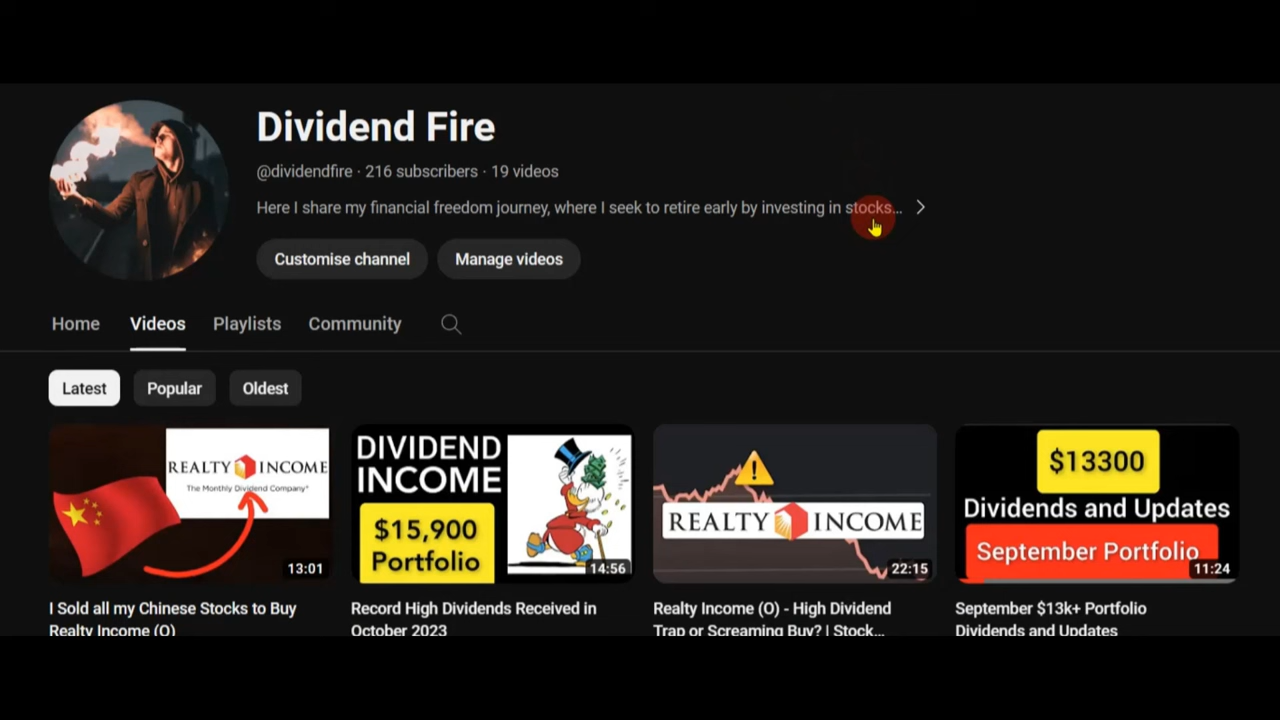 Dividend Fire
@dividendfire · 216 subscribers · 19 videos
Here I share my financial freedom journey, where I seek to retire early by investing in stocks...
Customise channel
Manage videos
Home
Videos
Playlists
Community
Latest
Popular
Oldest
REALTY INCOME
The Monthly Dividend Company®
13:01
I Sold all my Chinese Stocks to Buy
Realty Income (O)
DIVIDEND
INCOME
$15,900
Portfolio
14:56
Record High Dividends Received in
October 2023
REALTY INCOME
22:15
Realty Income (O) - High Dividend
Trap or Screaming Buy? | Stock...
$13300
Dividends and Updates
September Portfolio
11:24
September $13k+ Portfolio
Dividends and Updates